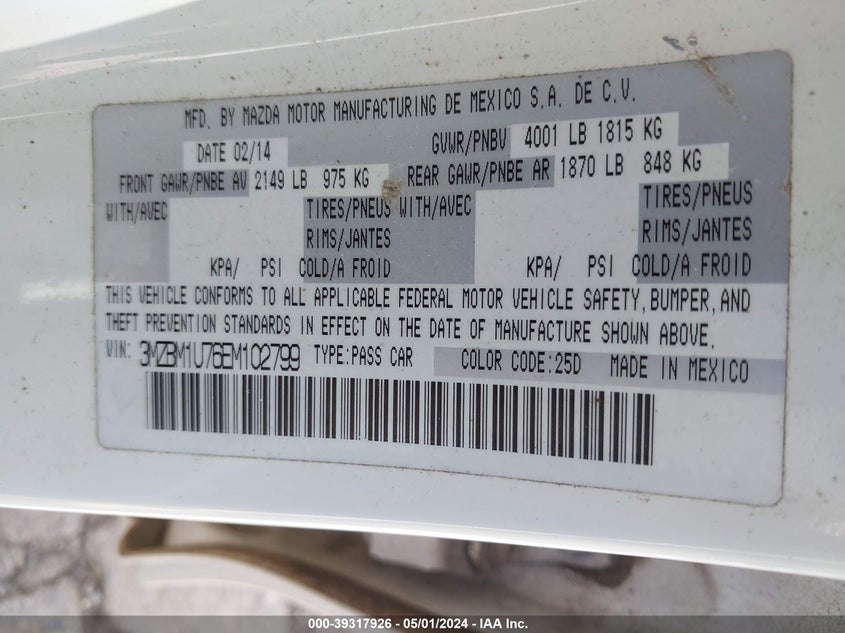 MFD. BY MAZDA MOTOR MANUFACTURING DE MEXICO S.A. DE C.V.
DATE 02/14 GVWR/PNBV 4001 LB 1815 KG
FRONT GAWR/PNBE AV 2149 LB 975 KG REAR GAWR/PNBE AR 1870 LB 848 KG
WITH/AVEC TIRES/PNEUS WITH/AVEC TIRES/PNEUS
RIMS/JANTES RIMS/JANTES
KPA/ PSI COLD/A FROID KPA/ PSI COLD/A FROID
THIS VEHICLE CONFORMS TO ALL APPLICABLE FEDERAL MOTOR VEHICLE SAFETY, BUMPER, AND
THEFT PREVENTION STANDARDS IN EFFECT ON THE DATE OF MANUFACTURE SHOWN ABOVE.
VIN: 3MZBM1U76EM102799 TYPE:PASS CAR COLOR CODE:25D MADE IN MEXICO
000-39317926 / 05/01/2024 - IAA Inc.